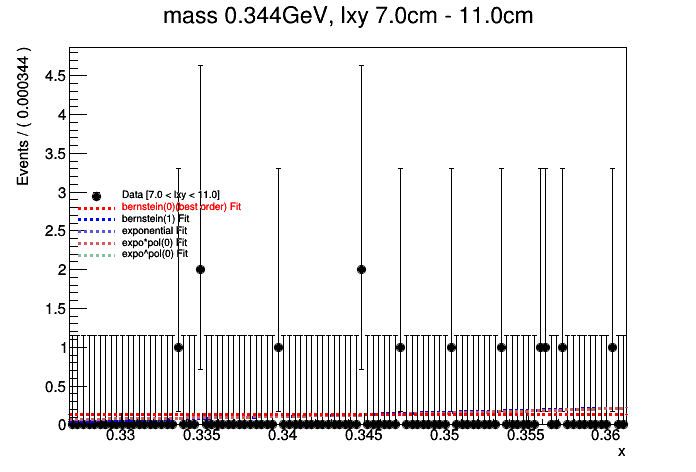 mass 0.344GeV, lxy 7.0cm - 11.0cm
Events / ( 0.000344 )
4.5
4
3.5
3
2.5
2
1.5
1
0.5
0
Data [7.0 < lxy < 11.0]
bernstein(0)(best order) Fit
bernstein(1) Fit
exponential Fit
expo*pol(0) Fit
expo^pol(0) Fit
0.33 0.335 0.34 0.345 0.35 0.355 0.36
x